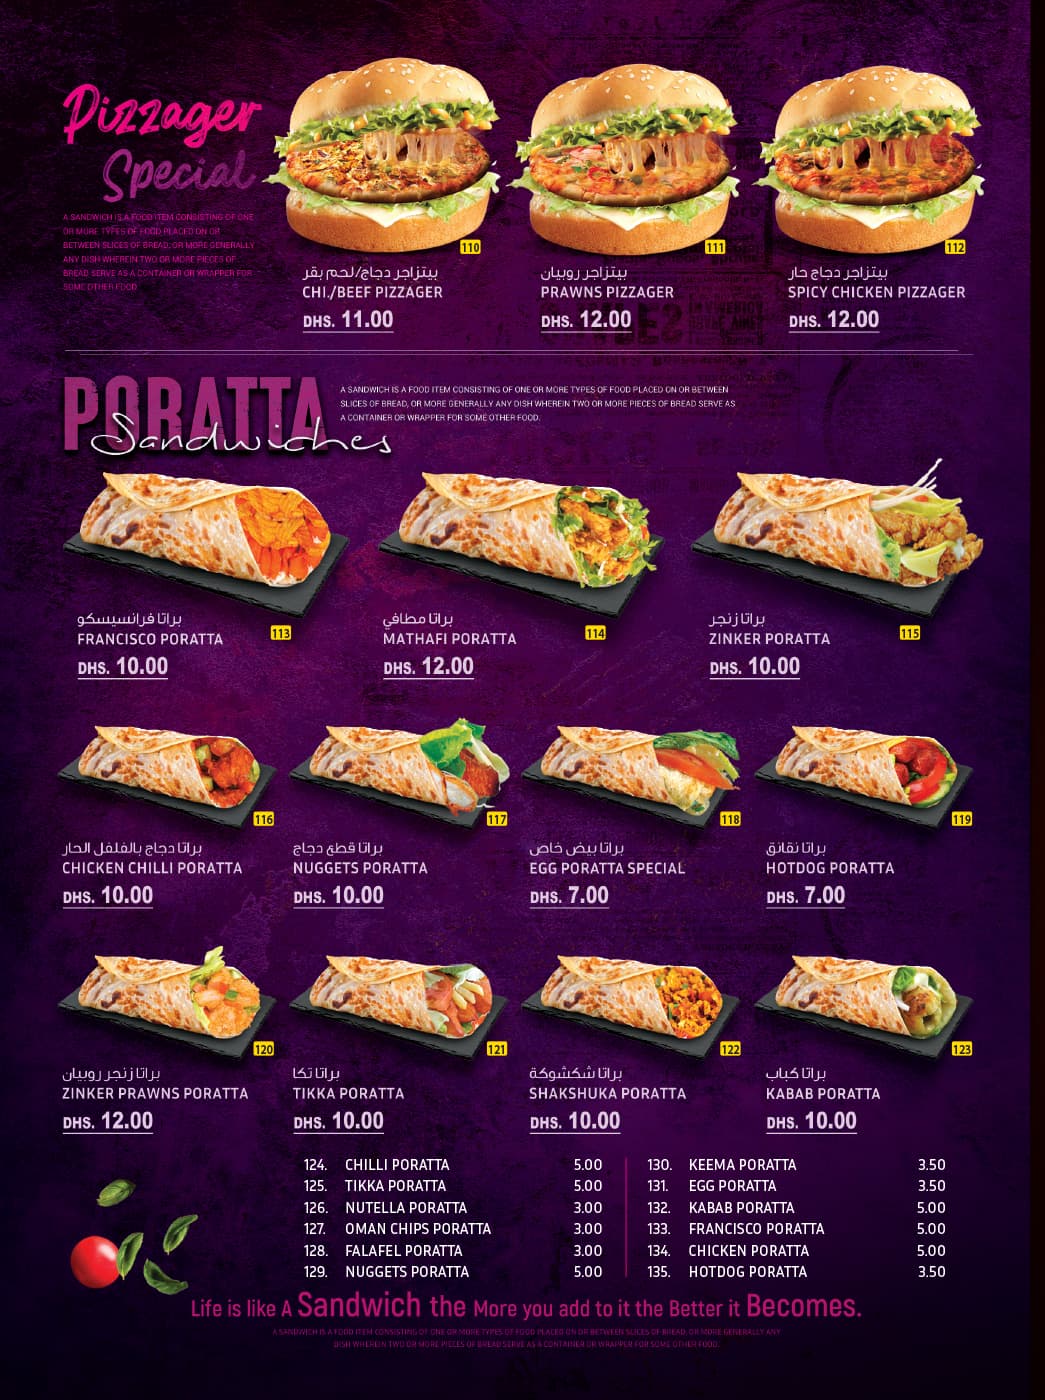 Pizzager
Special
A SANDWICH IS A FOOD ITEM CONSISTING OF ONE
OR MORE TYPES OF FOOD PLACED ON OR
BETWEEN SLICES OF BREAD, OR MORE GENERALLY
ANY DISH WHEREIN TWO OR MORE PIECES OF
BREAD SERVE AS A CONTAINER OR WRAPPER FOR
SOME OTHER FOOD
110
بيتزاجر دجاج/لحم بقر
CHI./BEEF PIZZAGER
DHS. 11.00
111
بيتزاجر روبيان
PRAWNS PIZZAGER
DHS. 12.00
112
بيتزاجر دجاج حار
SPICY CHICKEN PIZZAGER
DHS. 12.00
PORATTA
Sandwiches
A SANDWICH IS A FOOD ITEM CONSISTING OF ONE OR MORE TYPES OF FOOD PLACED ON OR BETWEEN
SLICES OF BREAD, OR MORE GENERALLY ANY DISH WHEREIN TWO OR MORE PIECES OF BREAD SERVE AS
A CONTAINER OR WRAPPER FOR SOME OTHER FOOD.
براتا فرانسيسكو
FRANCISCO PORATTA
113
DHS. 10.00
براتا مطافي
MATHAFI PORATTA
114
DHS. 12.00
براتا زنجر
ZINKER PORATTA
115
DHS. 10.00
116
براتا دجاج بالفلفل الحار
CHICKEN CHILLI PORATTA
DHS. 10.00
117
براتا قطع دجاج
NUGGETS PORATTA
DHS. 10.00
118
براتا بيض خاص
EGG PORATTA SPECIAL
DHS. 7.00
119
براتا نقانق
HOTDOG PORATTA
DHS. 7.00
120
براتا زنجر روبيان
ZINKER PRAWNS PORATTA
DHS. 12.00
121
براتا تكا
TIKKA PORATTA
DHS. 10.00
122
براتا شكشوكة
SHAKSHUKA PORATTA
DHS. 10.00
123
براتا كباب
KABAB PORATTA
DHS. 10.00
124. CHILLI PORATTA 5.00
125. TIKKA PORATTA 5.00
126. NUTELLA PORATTA 3.00
127. OMAN CHIPS PORATTA 3.00
128. FALAFEL PORATTA 3.00
129. NUGGETS PORATTA 5.00
130. KEEMA PORATTA 3.50
131. EGG PORATTA 3.50
132. KABAB PORATTA 5.00
133. FRANCISCO PORATTA 5.00
134. CHICKEN PORATTA 5.00
135. HOTDOG PORATTA 3.50
Life is like A Sandwich the More you add to it the Better it Becomes.
A SANDWICH IS A FOOD ITEM CONSISTING OF ONE OR MORE TYPES OF FOOD PLACED ON OR BETWEEN SLICES OF BREAD, OR MORE GENERALLY ANY
DISH WHEREIN TWO OR MORE PIECES OF BREAD SERVE AS A CONTAINER OR WRAPPER FOR SOME OTHER FOOD.